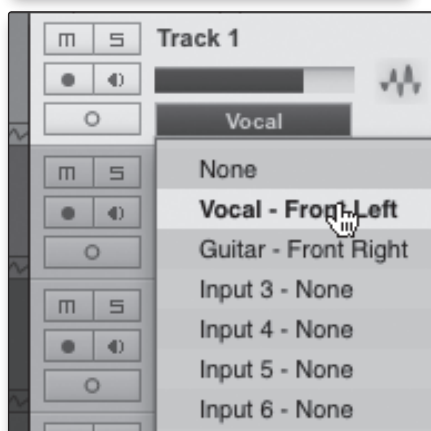 M S Track 1
Vocal
M S None
Vocal - Front Left
Guitar - Front Right
M S Input 3 - None
Input 4 - None
Input 5 - None
Input 6 - None